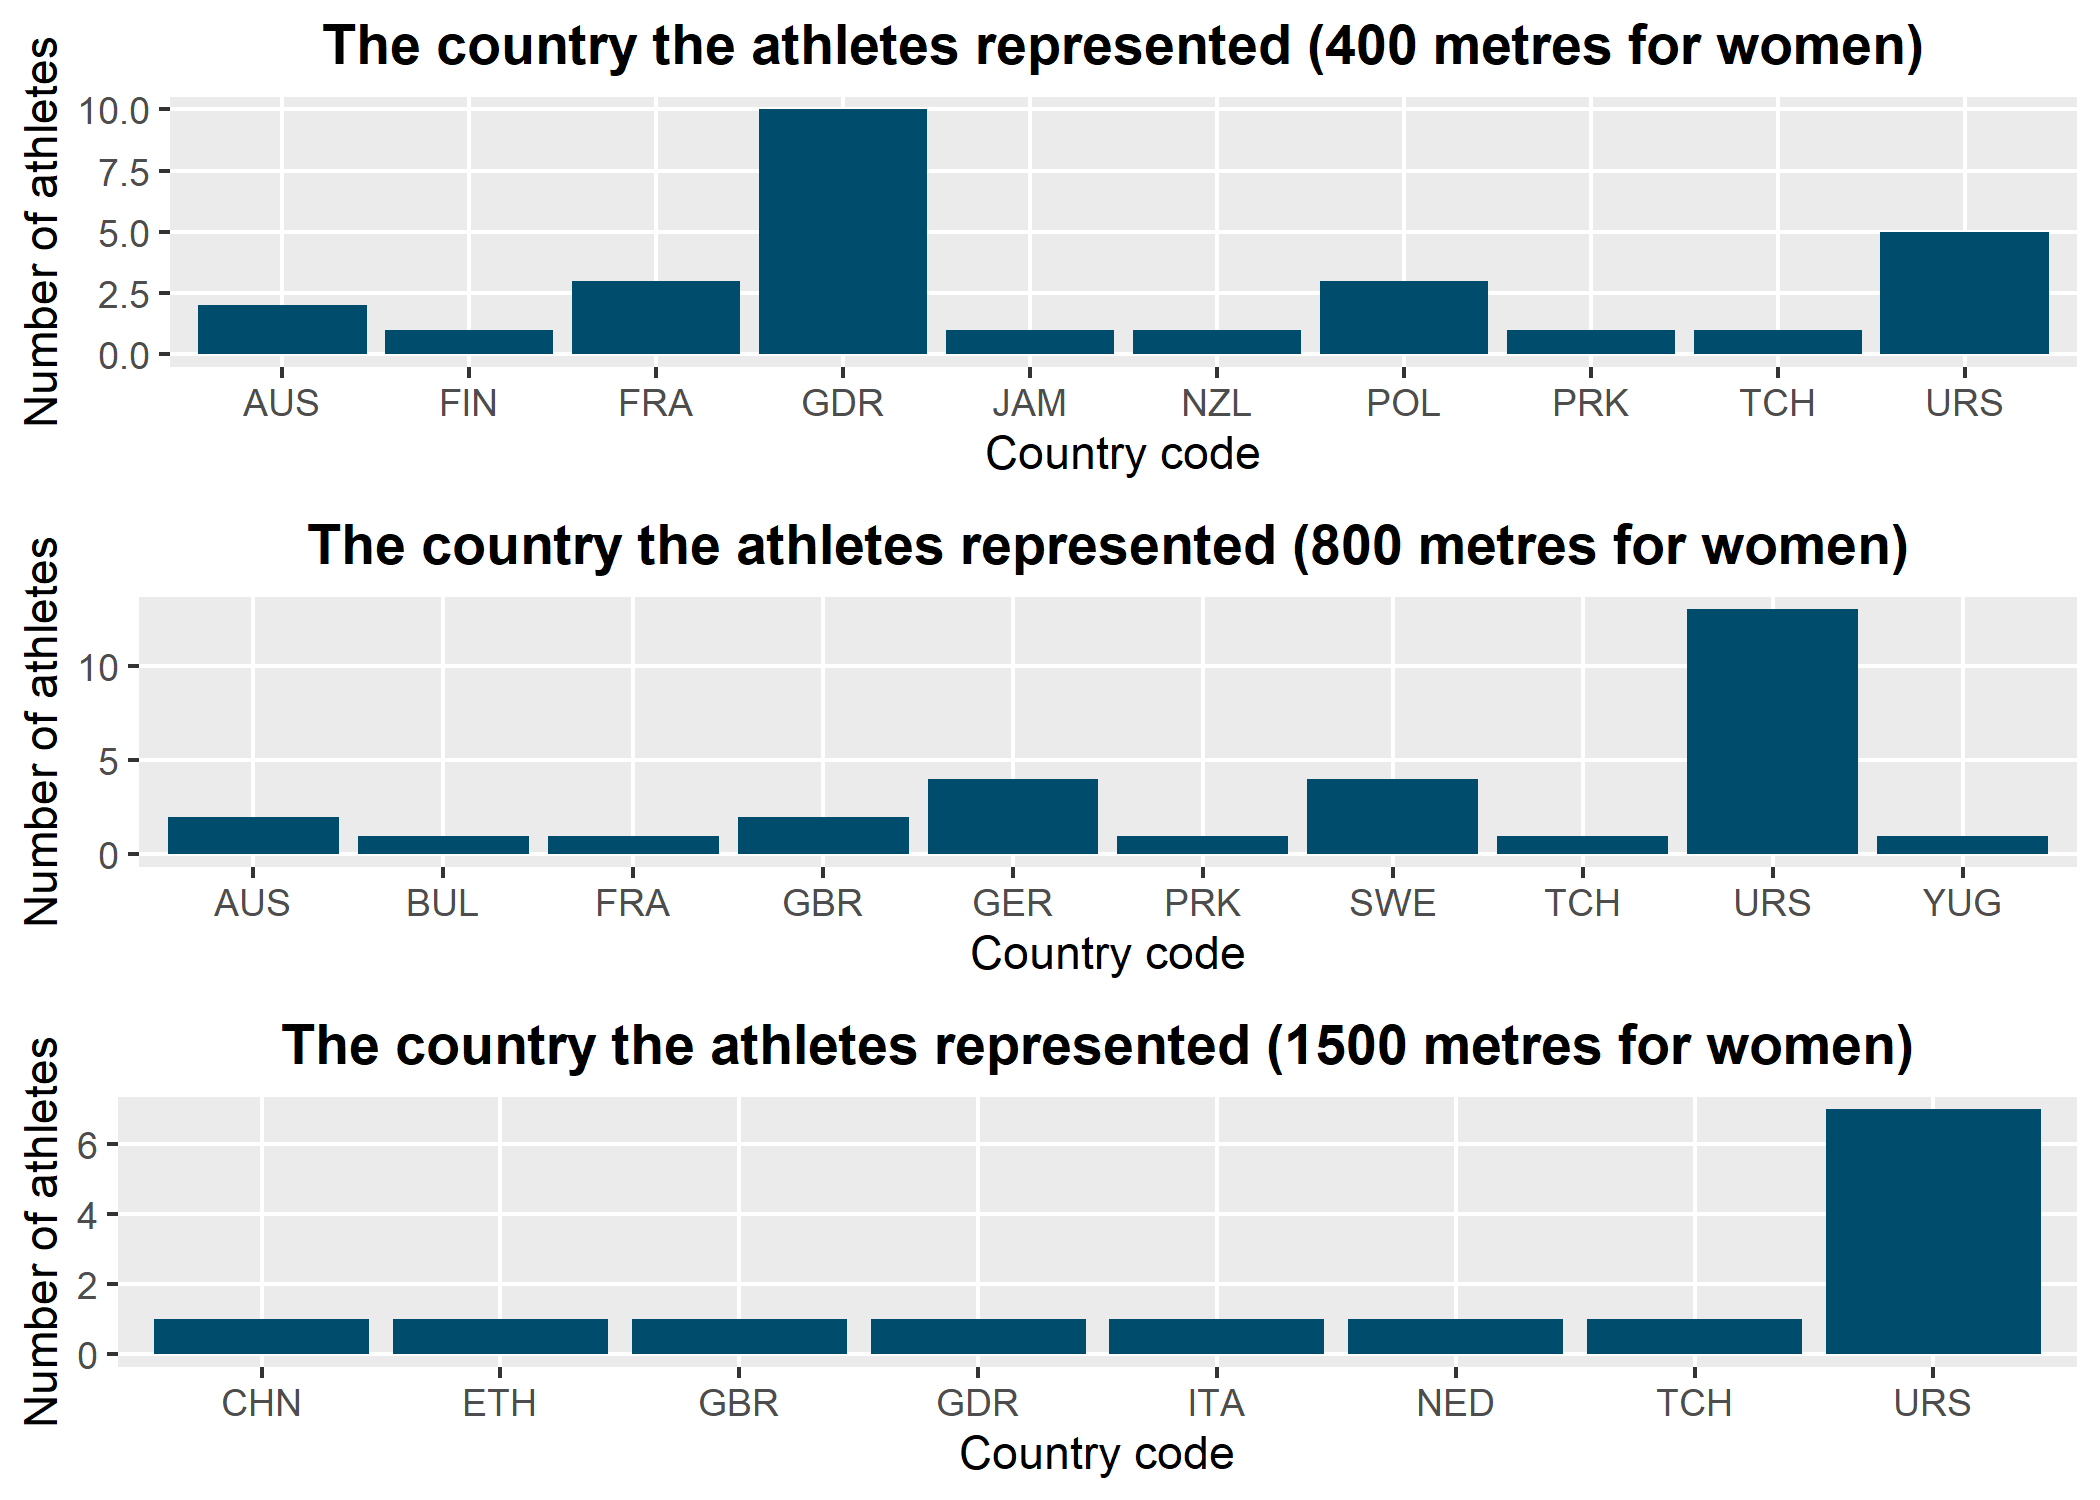 The country the athletes represented (400 metres for women)
Number of athletes
10.0
7.5
5.0
2.5
0.0
AUS FIN FRA GDR JAM NZL POL PRK TCH URS
Country code
The country the athletes represented (800 metres for women)
Number of athletes
10
5
0
AUS BUL FRA GBR GER PRK SWE TCH URS YUG
Country code
The country the athletes represented (1500 metres for women)
Number of athletes
6
4
2
0
CHN ETH GBR GDR ITA NED TCH URS
Country code